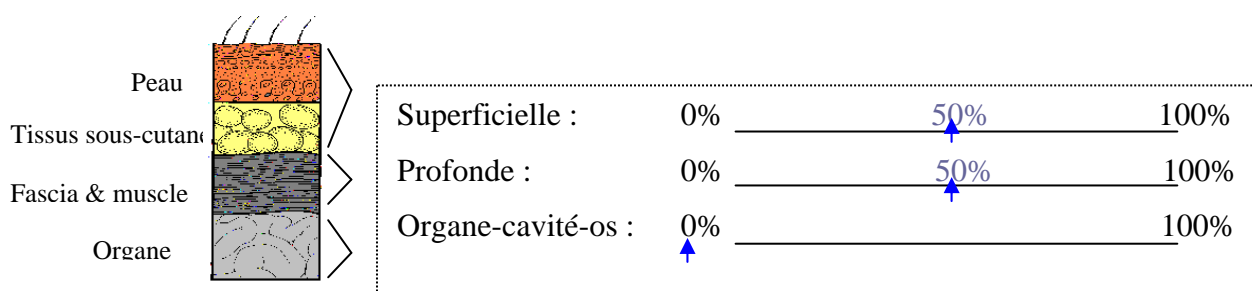 Peau
Tissus sous-cutané
Fascia & muscle
Organe
Superficielle : 0% 50% 100%
Profonde : 0% 50% 100%
Organe-cavité-os : 0% 100%